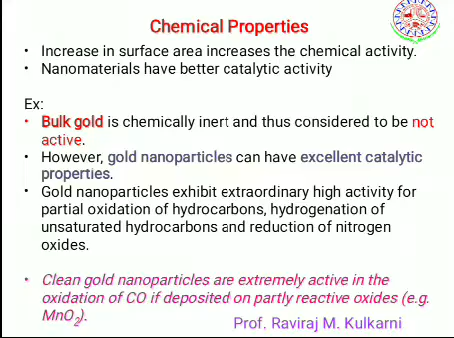 Chemical Properties
• Increase in surface area increases the chemical activity.
• Nanomaterials have better catalytic activity
Ex:
• Bulk gold is chemically inert and thus considered to be not
active.
• However, gold nanoparticles can have excellent catalytic
properties.
• Gold nanoparticles exhibit extraordinary high activity for
partial oxidation of hydrocarbons, hydrogenation of
unsaturated hydrocarbons and reduction of nitrogen
oxides.
• Clean gold nanoparticles are extremely active in the
oxidation of CO if deposited on partly reactive oxides (e.g.
MnO₂).
Prof. Raviraj M. Kulkarni